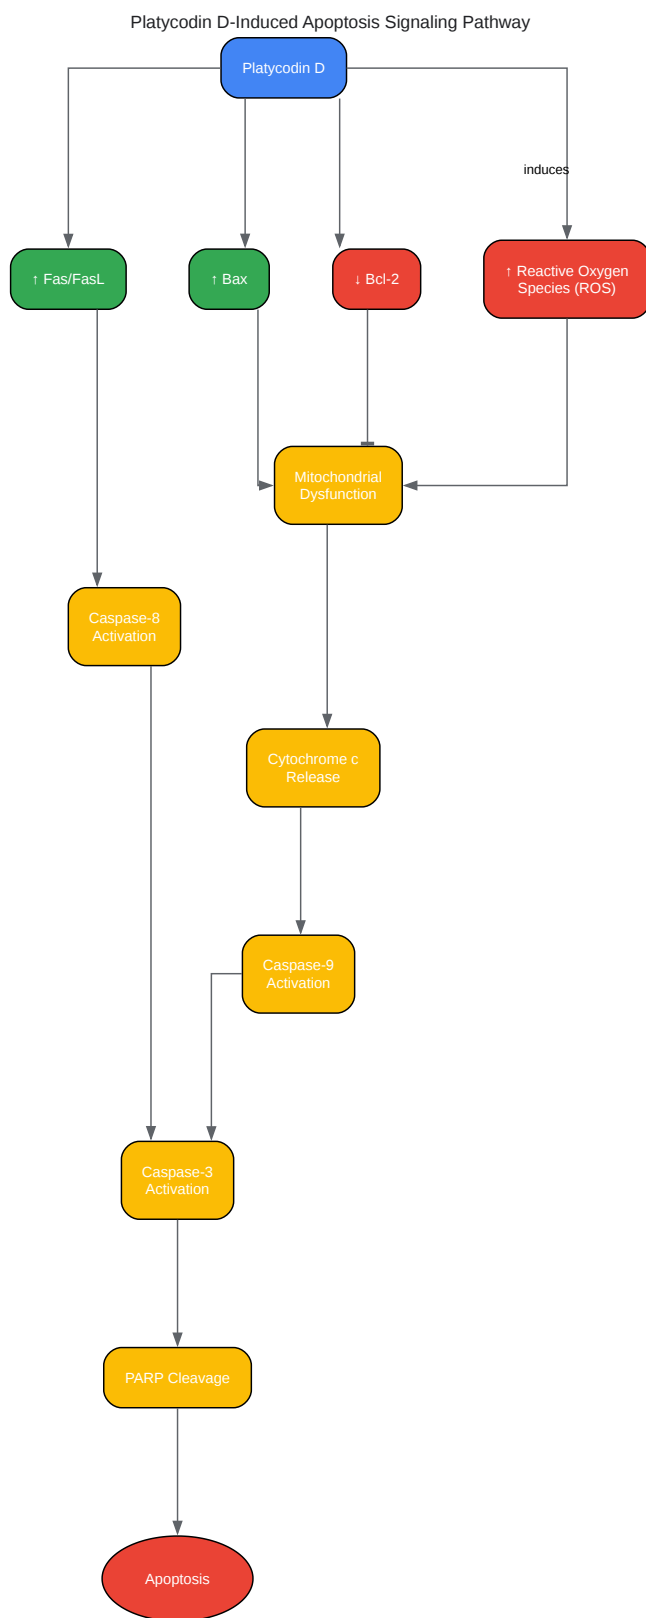 Platycodin D-Induced Apoptosis Signaling Pathway
Platycodin D
induces
↑ Fas/FasL
↑ Bax
↓ Bcl-2
↑ Reactive Oxygen
Species (ROS)
Mitochondrial
Dysfunction
Caspase-8
Activation
Cytochrome c
Release
Caspase-9
Activation
Caspase-3
Activation
PARP Cleavage
Apoptosis